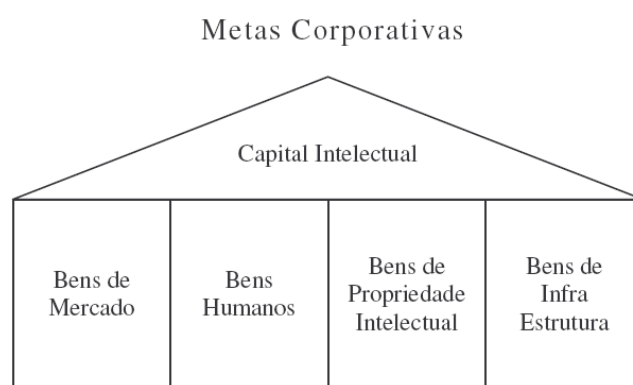 Metas Corporativas
Capital Intelectual
Bens de
Mercado
Bens
Humanos
Bens de
Propriedade
Intelectual
Bens de
Infra
Estrutura